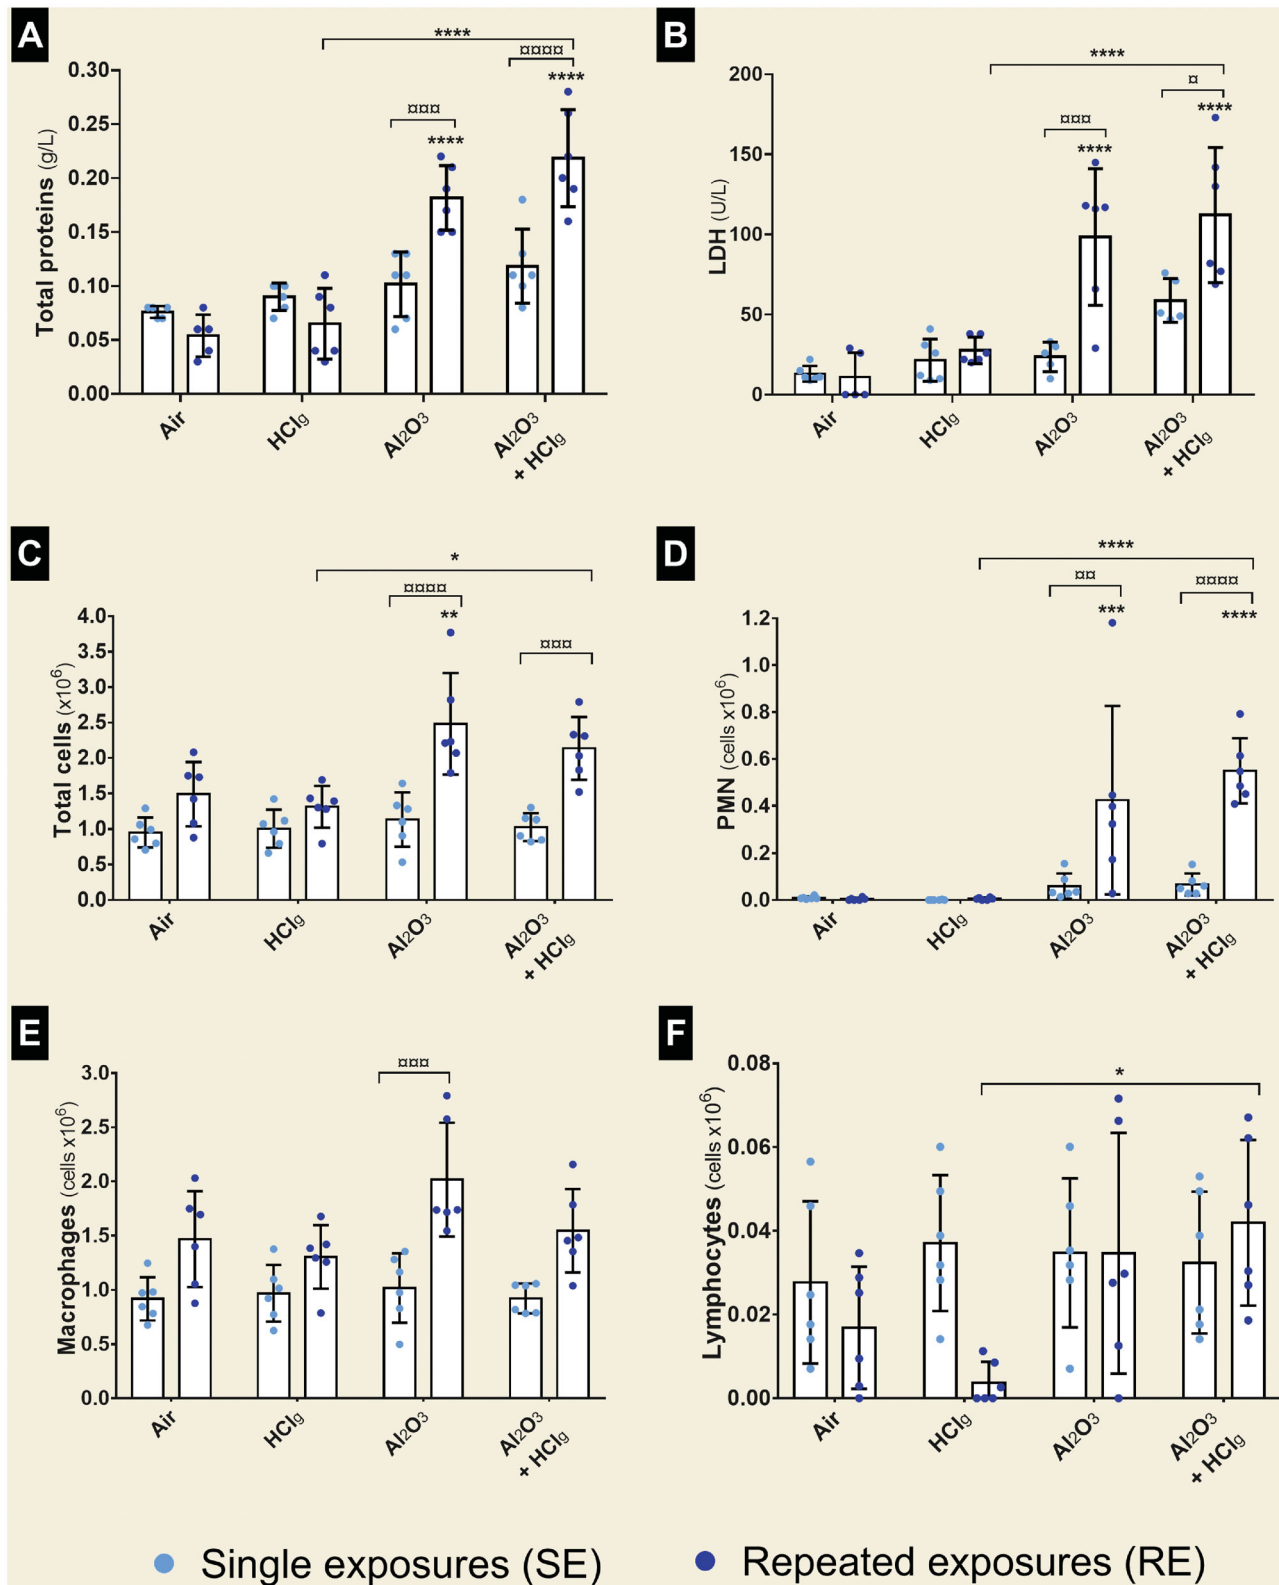 A
Total proteins (g/L)
0.30
0.25
0.20
0.15
0.10
0.05
0.00
****
¤¤¤¤
****
¤¤¤
****
Air
HClg
Al2O3
Al2O3
+ HClg
B
LDH (U/L)
200
150
100
50
0
****
¤
****
¤¤¤
****
Air
HClg
Al2O3
Al2O3
+ HClg
C
Total cells (x10⁶)
4.0
3.5
3.0
2.5
2.0
1.5
1.0
0.5
0.0
*
¤¤¤¤
**
¤¤¤
Air
HClg
Al2O3
Al2O3
+ HClg
D
PMN (cells x10⁶)
1.2
1.0
0.8
0.6
0.4
0.2
0.0
****
¤¤
***
¤¤¤¤
****
Air
HClg
Al2O3
Al2O3
+ HClg
E
Macrophages (cells x10⁶)
3.0
2.5
2.0
1.5
1.0
0.5
0.0
¤¤¤
Air
HClg
Al2O3
Al2O3
+ HClg
F
Lymphocytes (cells x10⁶)
0.08
0.06
0.04
0.02
0.00
*
Air
HClg
Al2O3
Al2O3
+ HClg
Single exposures (SE)
Repeated exposures (RE)